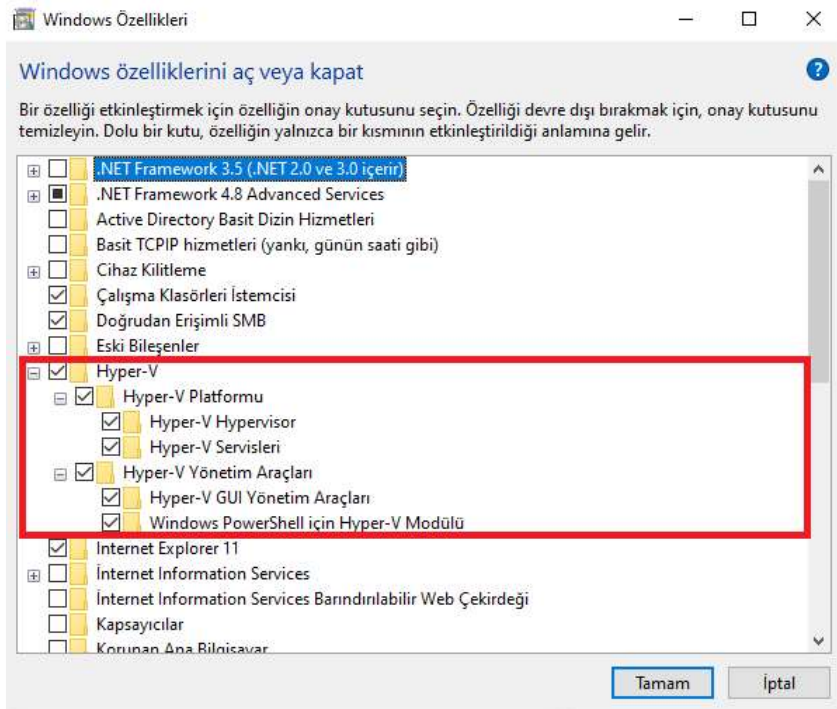 Windows Özellikleri
Windows özelliklerini aç veya kapat
Bir özelliği etkinleştirmek için özelliğin onay kutusunu seçin. Özelliği devre dışı bırakmak için, onay kutusunu
temizleyin. Dolu bir kutu, özelliğin yalnızca bir kısmının etkinleştirildiği anlamına gelir.
.NET Framework 3.5 (.NET 2.0 ve 3.0 içerir)
.NET Framework 4.8 Advanced Services
Active Directory Basit Dizin Hizmetleri
Basit TCPIP hizmetleri (yankı, günün saati gibi)
Cihaz Kilitleme
Çalışma Klasörleri İstemcisi
Doğrudan Erişimli SMB
Eski Bileşenler
Hyper-V
Hyper-V Platformu
Hyper-V Hypervisor
Hyper-V Servisleri
Hyper-V Yönetim Araçları
Hyper-V GUI Yönetim Araçları
Windows PowerShell için Hyper-V Modülü
Internet Explorer 11
İnternet Information Services
İnternet Information Services Barındırılabilir Web Çekirdeği
Kapsayıcılar
Korunan Ana Bilgisayar
Tamam
İptal